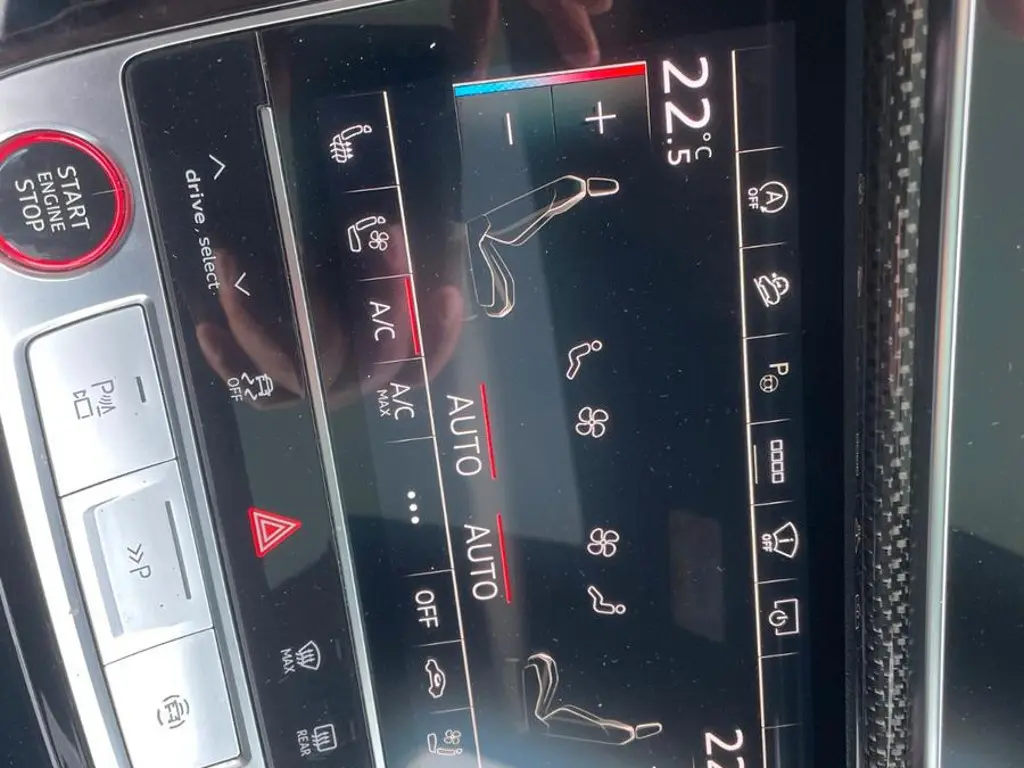 OFF
P
OFF
22.5 °C
22
+
−
AUTO
AUTO
A/C
A/C
MAX
...
OFF
drive select
OFF
MAX
REAR
START
ENGINE
STOP
P
P